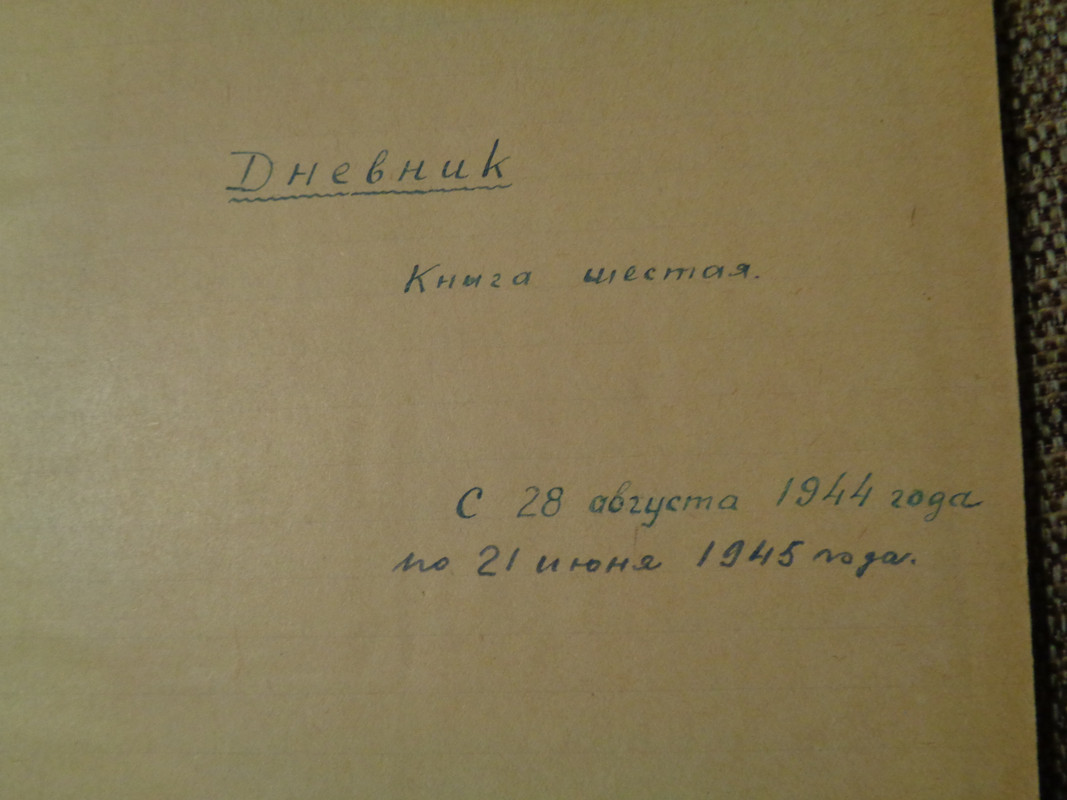 Дневник
Книга шестая.
С 28 августа 1944 года
по 21 июня 1945 года.